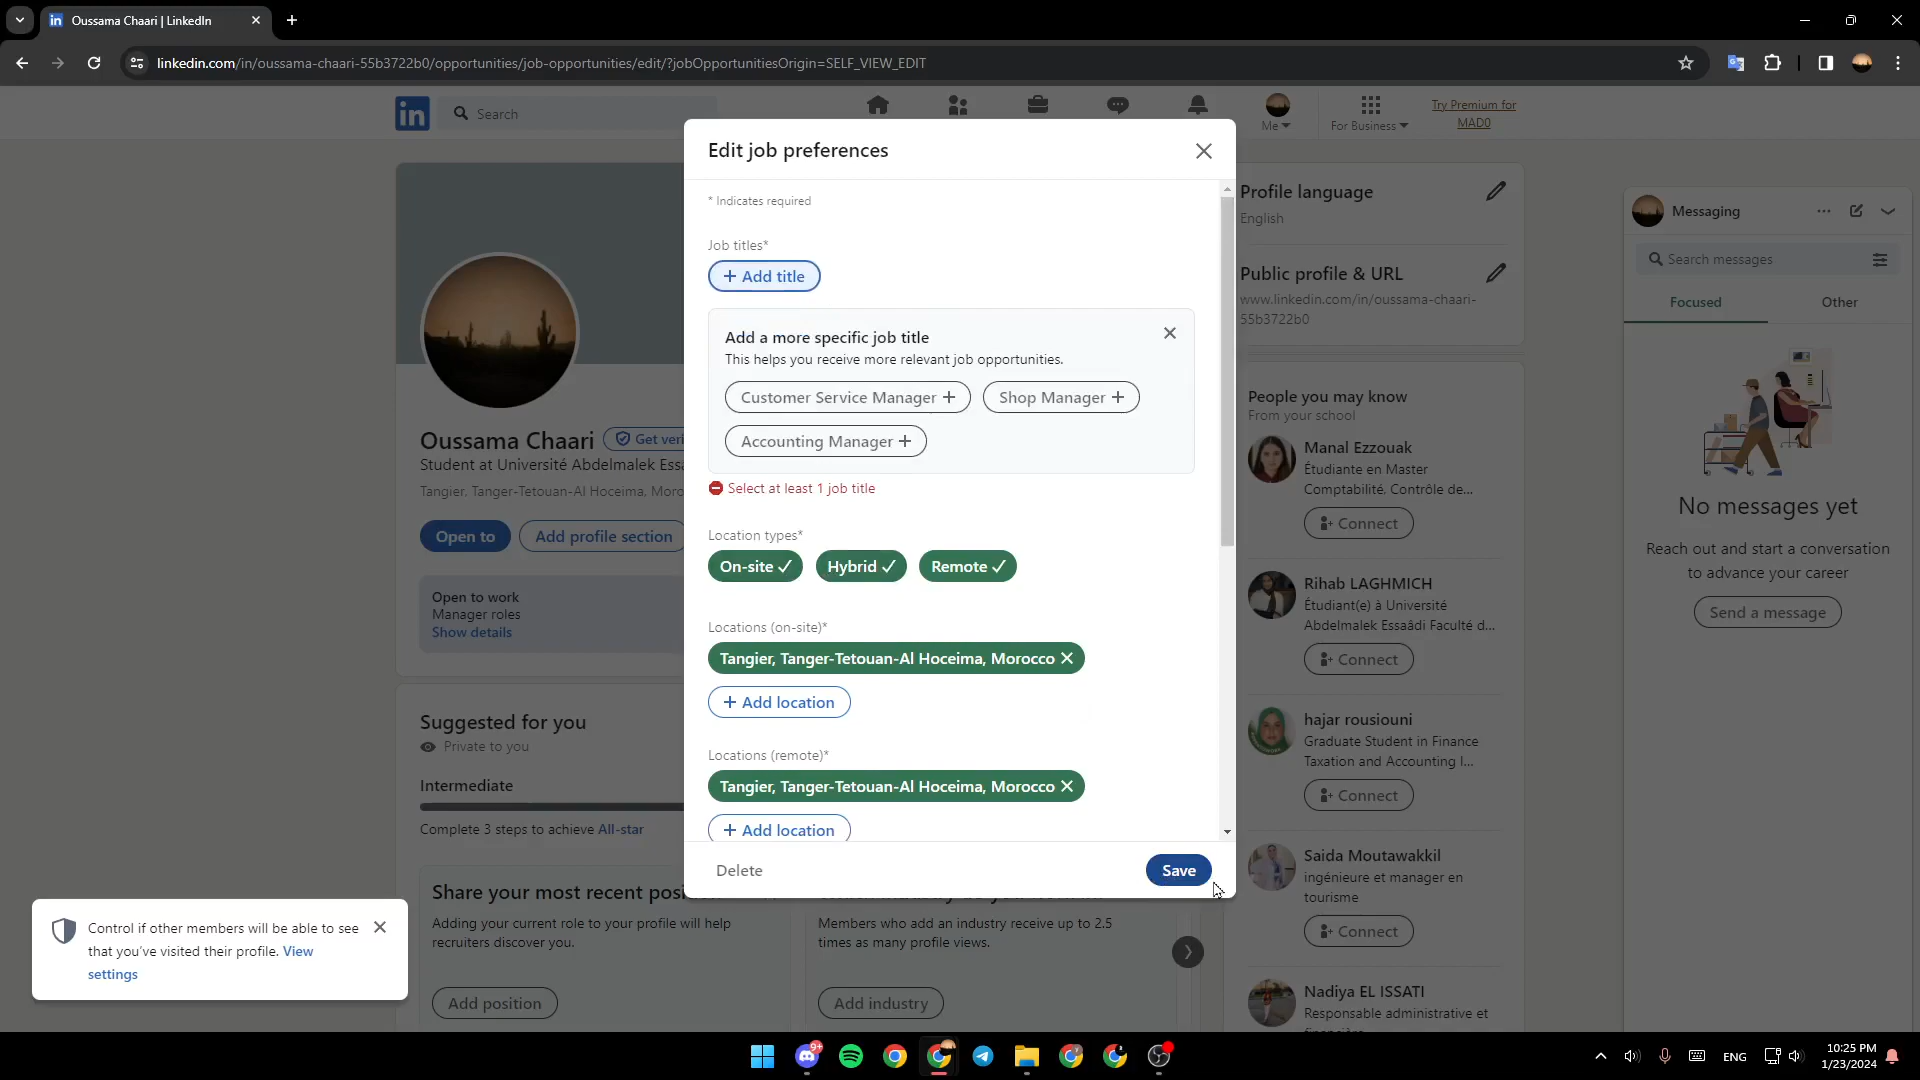 Oussama Chaari | LinkedIn
linkedin.com/in/oussama-chaari-55b3722b0/opportunities/job-opportunities/edit/?jobOpportunitiesOrigin=SELF_VIEW_EDIT
in
Search
Me
For Business
Try Premium for
MAD0
Edit job preferences
* Indicates required
Job titles*
+ Add title
Add a more specific job title
This helps you receive more relevant job opportunities.
Customer Service Manager +
Shop Manager +
Accounting Manager +
Select at least 1 job title
Location types*
On-site ✓
Hybrid ✓
Remote ✓
Locations (on-site)*
Tangier, Tanger-Tetouan-Al Hoceima, Morocco
+ Add location
Locations (remote)*
Tangier, Tanger-Tetouan-Al Hoceima, Morocco
+ Add location
Delete
Save
Oussama Chaari
Get veri
Student at Université Abdelmalek Essa
Tangier, Tanger-Tetouan-Al Hoceima, Moro
Open to
Add profile section
Open to work
Manager roles
Show details
Suggested for you
Private to you
Intermediate
Complete 3 steps to achieve All-star
Share your most recent posi
Adding your current role to your profile will help
recruiters discover you.
Add position
Members who add an industry receive up to 2.5
times as many profile views.
Add industry
Control if other members will be able to see
that you've visited their profile. View
settings
Profile language
English
Public profile & URL
www.linkedin.com/in/oussama-chaari-
55b3722b0
People you may know
From your school
Manal Ezzouak
Étudiante en Master
Comptabilité, Contrôle de...
Connect
Rihab LAGHMICH
Étudiant(e) à Université
Abdelmalek Essaâdi Faculté d...
Connect
hajar rousiouni
Graduate Student in Finance
Taxation and Accounting I...
Connect
Saida Moutawakkil
ingénieure et manager en
tourisme
Connect
Nadiya EL ISSATI
Responsable administrative et
Messaging
Search messages
Focused
Other
No messages yet
Reach out and start a conversation
to advance your career
Send a message
9+
ENG
10:25 PM
1/23/2024